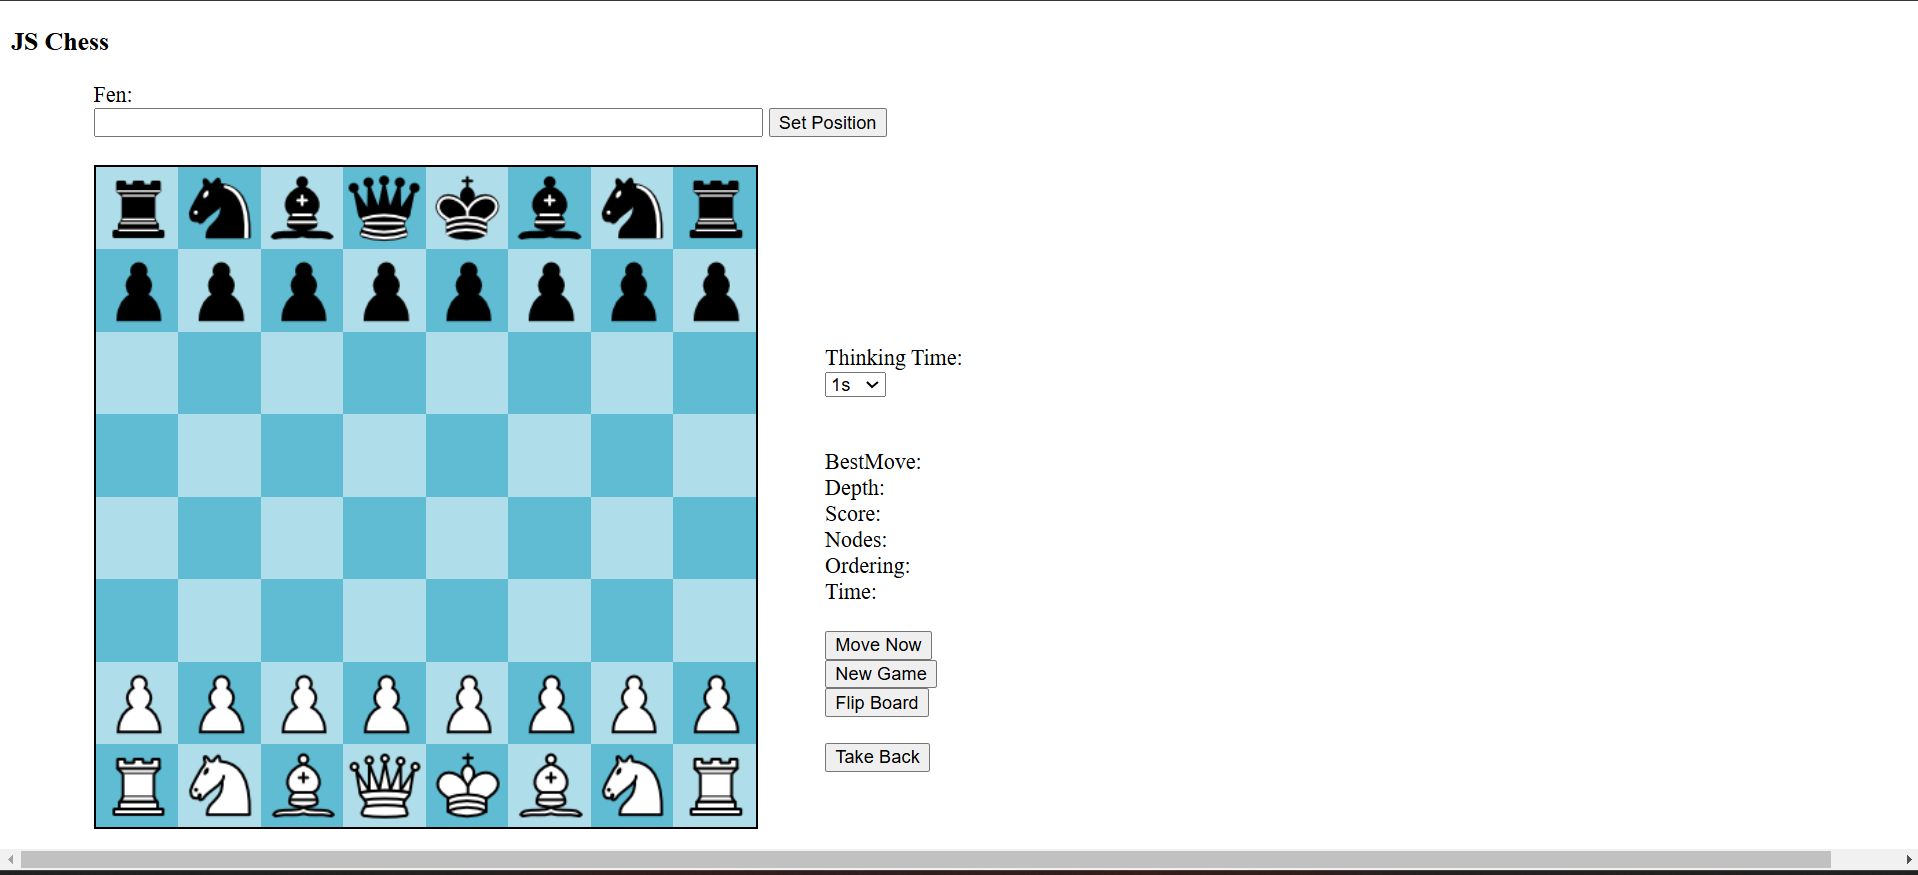 JS Chess
Fen:
Set Position
Thinking Time:
1s
BestMove:
Depth:
Score:
Nodes:
Ordering:
Time:
Move Now
New Game
Flip Board
Take Back